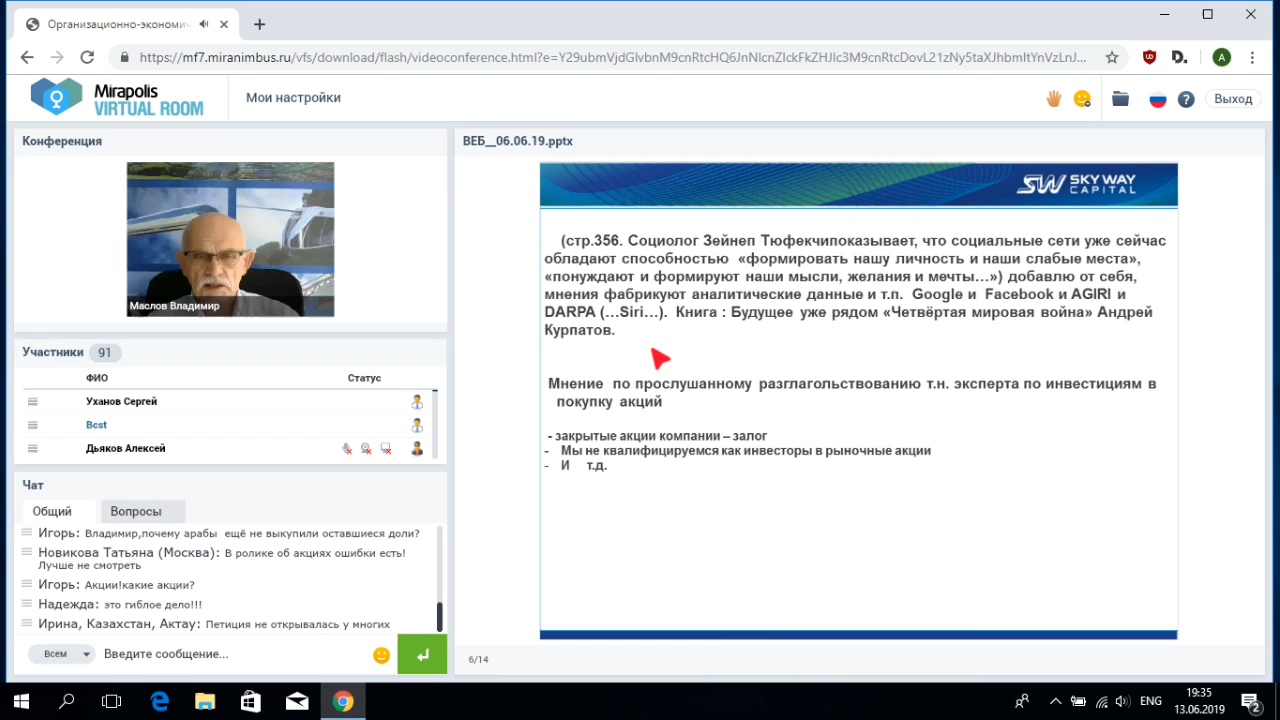 Организационно-экономич
https://mf7.miranimbus.ru/vfs/download/flash/videoconference.html?e=Y29ubmVjdGlvbnM9cnRtcHQ6JnNlcnZlckFkZHJlc3M9cnRtcDovL21zNy5taXJhbmltYnVzLnJ...
Mirapolis
VIRTUAL ROOM
Мои настройки
Выход
Конференция
Маслов Владимир
Участники 91
ФИО Статус
Уханов Сергей
Bcst
Дьяков Алексей
Чат
Общий Вопросы
Игорь: Владимир,почему арабы ещё не выкупили оставшиеся доли?
Новикова Татьяна (Москва): В ролике об акциях ошибки есть!
Лучше не смотреть
Игорь: Акции!какие акции?
Надежда: это гиблое дело!!!
Ирина, Казахстан, Актау: Петиция не открывалась у многих
Всем Введите сообщение...
ВЕБ__06.06.19.pptx
SW SKY WAY
CAPITAL
(стр.356. Социолог Зейнеп Тюфекчипоказывает, что социальные сети уже сейчас
обладают способностью «формировать нашу личность и наши слабые места»,
«понуждают и формируют наши мысли, желания и мечты…») добавлю от себя,
мнения фабрикуют аналитические данные и т.п. Google и Facebook и AGIRI и
DARPA (…Siri…). Книга : Будущее уже рядом «Четвёртая мировая война» Андрей
Курпатов.
Мнение по прослушанному разглагольствованию т.н. эксперта по инвестициям в
покупку акций
- закрытые акции компании – залог
- Мы не квалифицируемся как инвесторы в рыночные акции
- И т.д.
6/14
ENG
19:35
13.06.2019
2